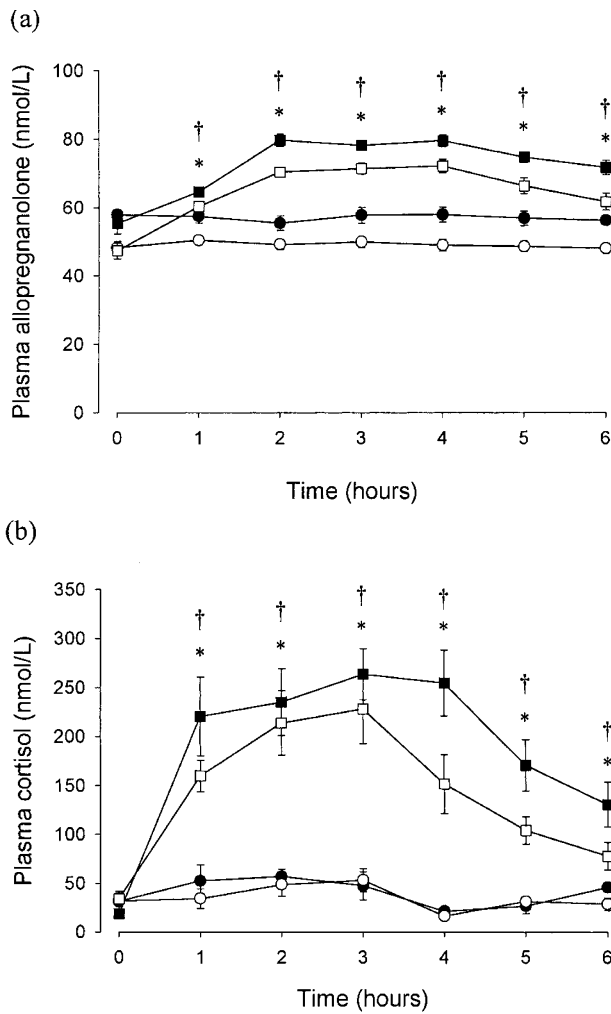 (a)
Plasma allopregnanolone (nmol/L)
100
80
60
40
20
0
† † † † † †
* * * * * *
0 1 2 3 4 5 6
Time (hours)
(b)
Plasma cortisol (nmol/L)
350
300
250
200
150
100
50
0
† † † † † †
* * * * * *
0 1 2 3 4 5 6
Time (hours)